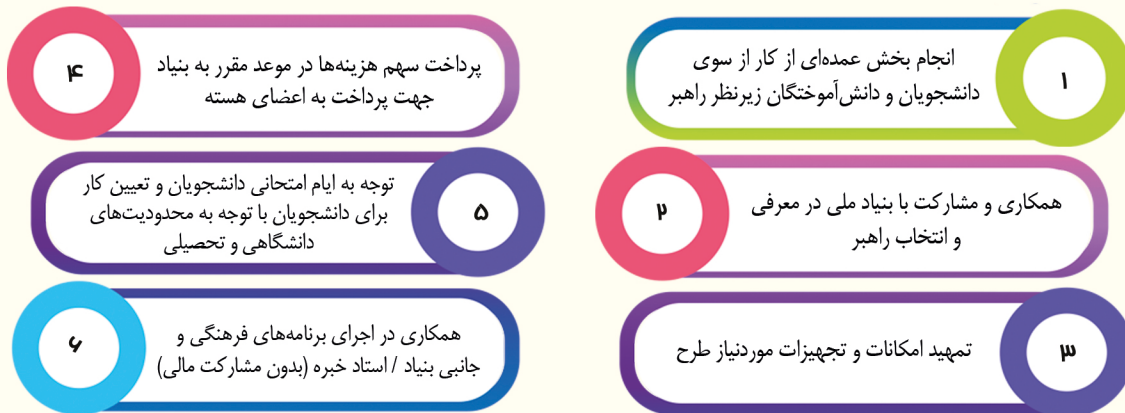 ۱
انجام بخش عمده‌ای از کار از سوی
دانشجویان و دانش‌آموختگان زیرنظر راهبر
۲
همکاری و مشارکت با بنیاد ملی در معرفی
و انتخاب راهبر
۳
تمهید امکانات و تجهیزات موردنیاز طرح
۴
پرداخت سهم هزینه‌ها در موعد مقرر به بنیاد
جهت پرداخت به اعضای هسته
۵
توجه به ایام امتحانی دانشجویان و تعیین کار
برای دانشجویان با توجه به محدودیت‌های
دانشگاهی و تحصیلی
۶
همکاری در اجرای برنامه‌های فرهنگی و
جانبی بنیاد / استاد خبره (بدون مشارکت مالی)